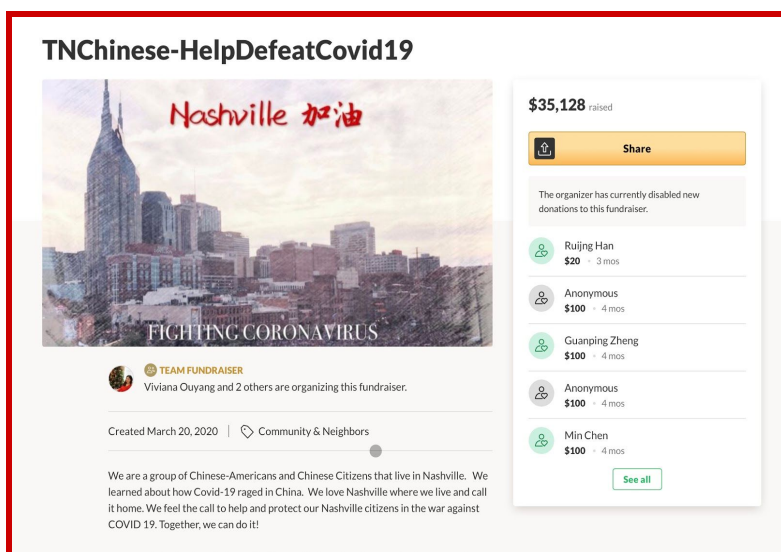 TNChinese-HelpDefeatCovid19
Nashville 加油
FIGHTING CORONAVIRUS
TEAM FUNDRAISER
Viviana Ouyang and 2 others are organizing this fundraiser.
Created March 20, 2020
Community & Neighbors
We are a group of Chinese-Americans and Chinese Citizens that live in Nashville. We
learned about how Covid-19 raged in China. We love Nashville where we live and call
it home. We feel the call to help and protect our Nashville citizens in the war against
COVID 19. Together, we can do it!
$35,128 raised
Share
The organizer has currently disabled new
donations to this fundraiser.
Ruijng Han
$20 • 3 mos
Anonymous
$100 • 4 mos
Guanping Zheng
$100 • 4 mos
Anonymous
$100 • 4 mos
Min Chen
$100 • 4 mos
See all